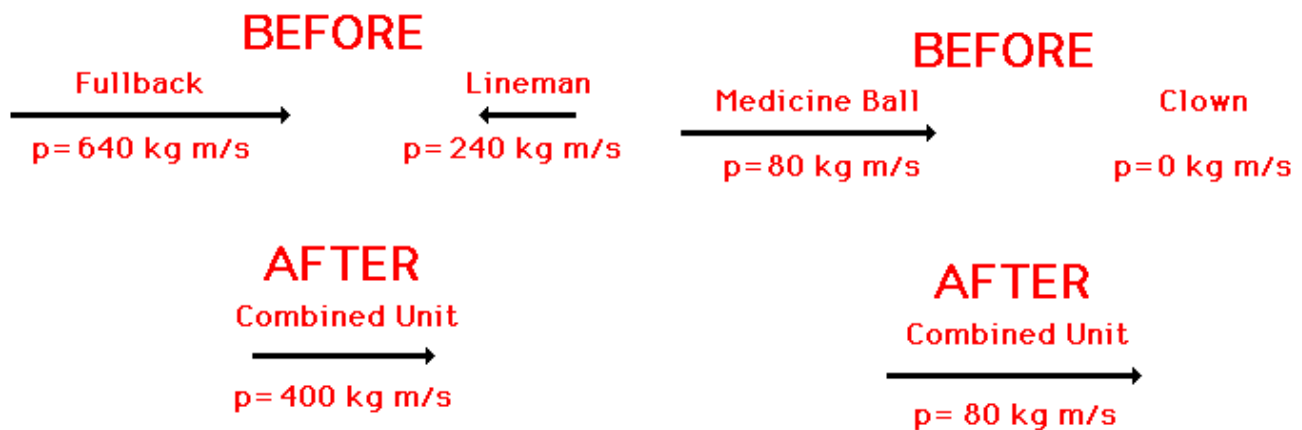 BEFORE
Fullback
Lineman
p=640 kg m/s
p=240 kg m/s
AFTER
Combined Unit
p=400 kg m/s
BEFORE
Medicine Ball
Clown
p=80 kg m/s
p=0 kg m/s
AFTER
Combined Unit
p= 80 kg m/s